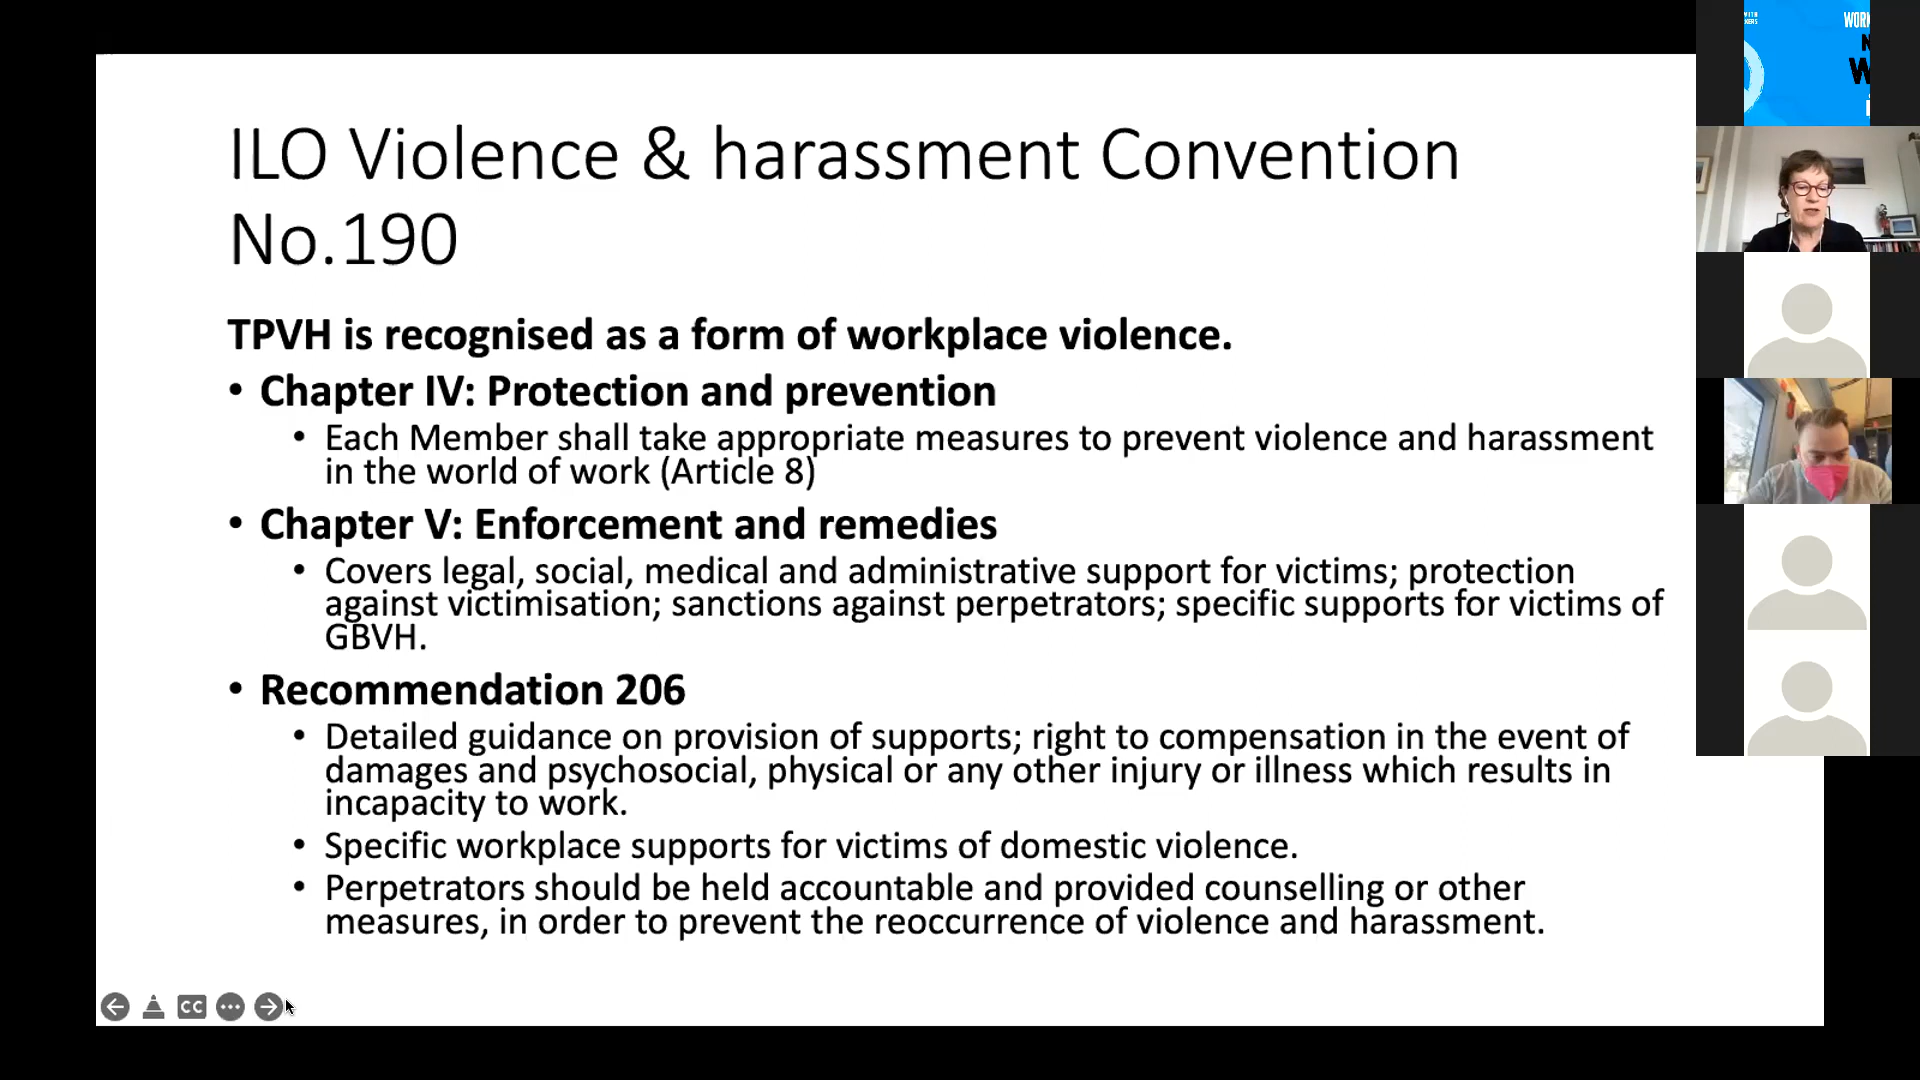 ILO Violence & harassment Convention
No.190
TPVH is recognised as a form of workplace violence.
• Chapter IV: Protection and prevention
• Each Member shall take appropriate measures to prevent violence and harassment
in the world of work (Article 8)
• Chapter V: Enforcement and remedies
• Covers legal, social, medical and administrative support for victims; protection
against victimisation; sanctions against perpetrators; specific supports for victims of
GBVH.
• Recommendation 206
• Detailed guidance on provision of supports; right to compensation in the event of
damages and psychosocial, physical or any other injury or illness which results in
incapacity to work.
• Specific workplace supports for victims of domestic violence.
• Perpetrators should be held accountable and provided counselling or other
measures, in order to prevent the reoccurrence of violence and harassment.
CC